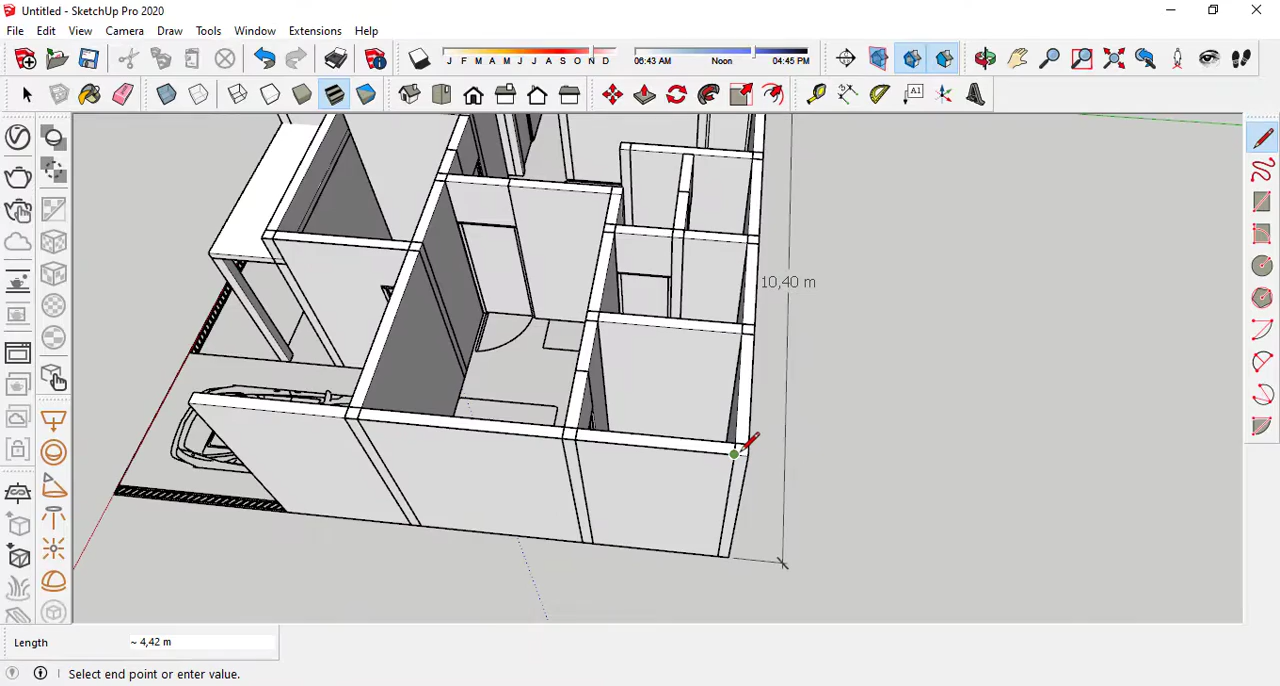 Untitled - SketchUp Pro 2020
File Edit View Camera Draw Tools Window Extensions Help
J F M A M J J A S O N D
06:43 AM Noon 04:45 PM
A1
10,40 m
Length ~ 4,42 m
Select end point or enter value.